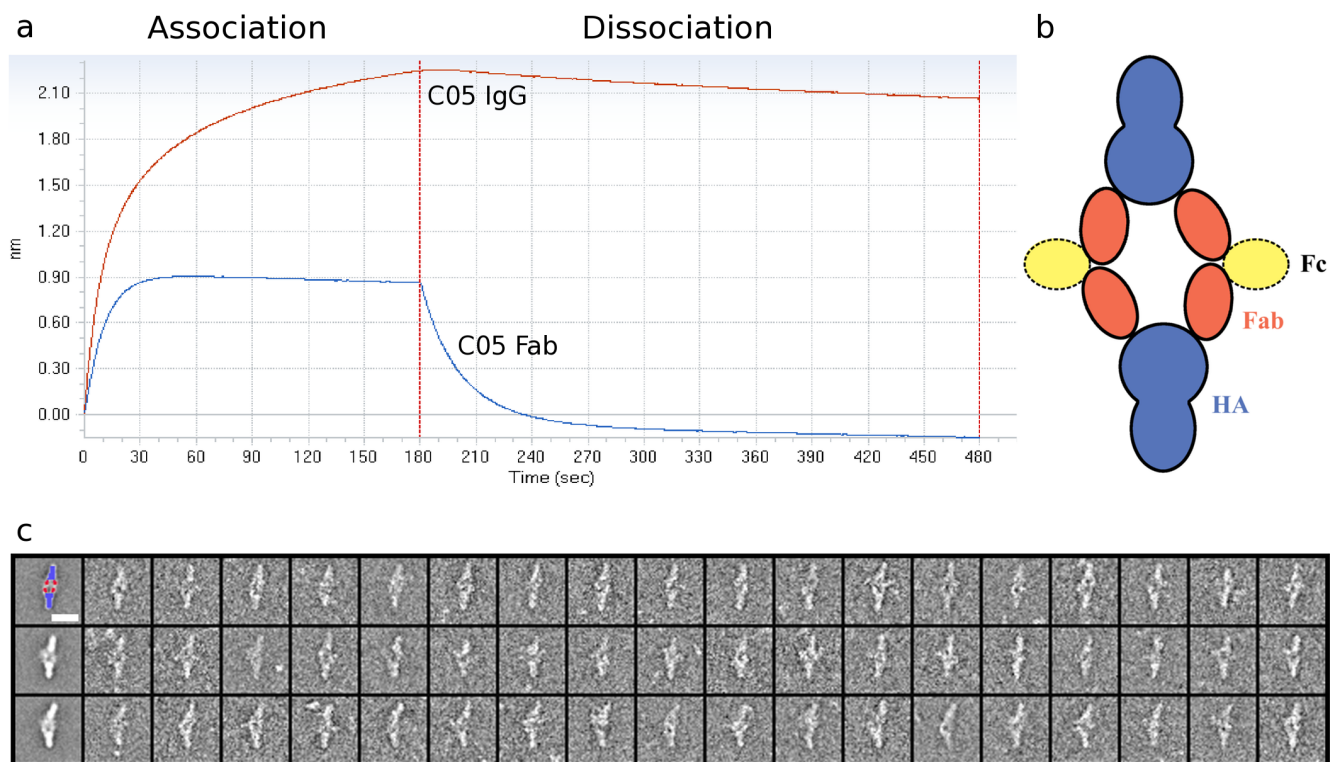 a
Association
Dissociation
b
2.10
1.80
1.50
1.20
0.90
0.60
0.30
0.00
nm
C05 IgG
C05 Fab
0 30 60 90 120 150 180 210 240 270 300 330 360 390 420 450 480
Time (sec)
Fc
Fab
HA
c